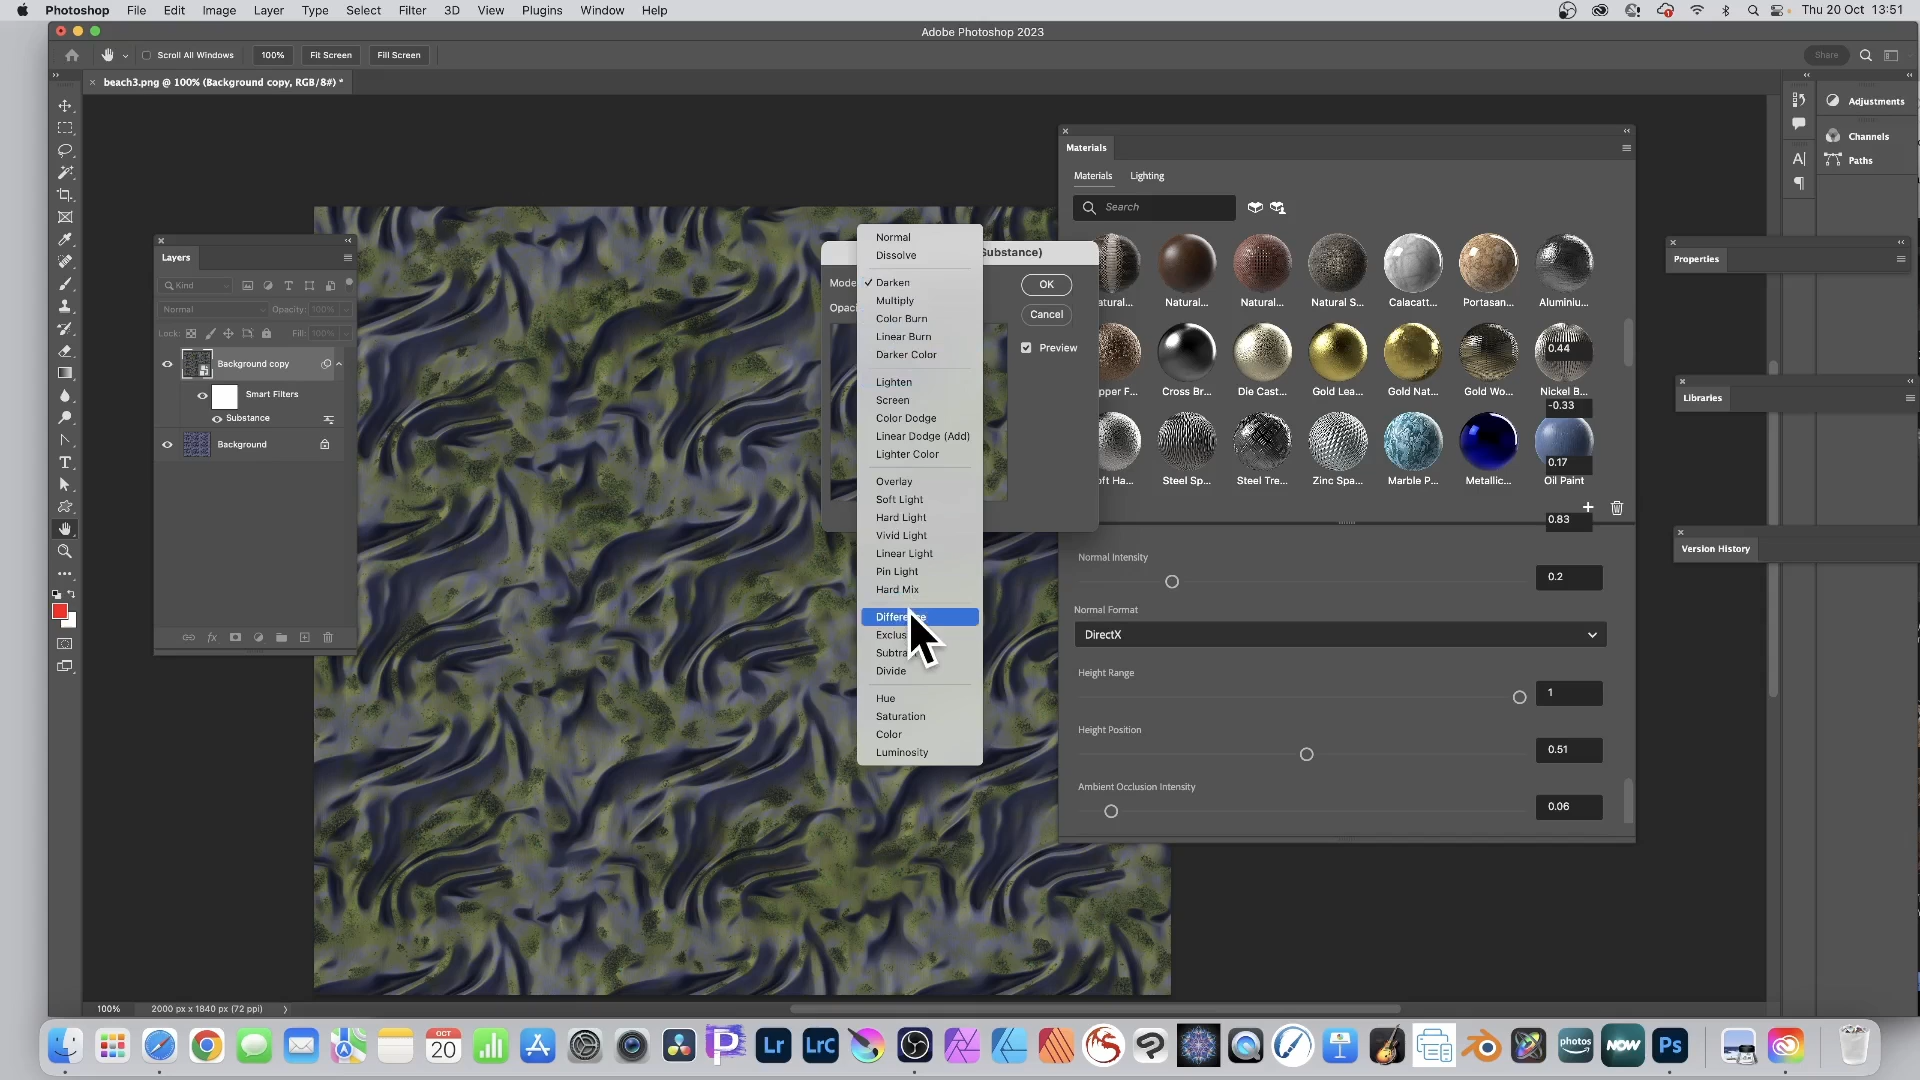 Photoshop File Edit Image Layer Type Select Filter 3D View Plugins Window Help
Thu 20 Oct 13:51
Adobe Photoshop 2023
Scroll All Windows 100% Fit Screen Fill Screen
Share
× beach3.png @ 100% (Background copy, RGB/8#) *
Adjustments
Channels
Paths
Materials
Materials Lighting
Search
Natural... Natural... Natural S... Calacatt... Portasan... Aluminiu...
Cross Br... Die Cast... Gold Lea... Gold Nat... Gold Wo... Nickel B...
Steel Sp... Steel Tre... Zinc Spa... Marble P... Metallic... Oil Paint
0.44
-0.33
0.17
0.83
Normal Intensity
0.2
Normal Format
DirectX
Height Range
1
Height Position
0.51
Ambient Occlusion Intensity
0.06
Properties
Libraries
Version History
Layers
Kind
Normal Opacity: 100%
Lock: Fill: 100%
Background copy
Smart Filters
Substance
Background
Substance)
Mode
OK
Cancel
Preview
Normal
Dissolve
✓ Darken
Multiply
Color Burn
Linear Burn
Darker Color
Lighten
Screen
Color Dodge
Linear Dodge (Add)
Lighter Color
Overlay
Soft Light
Hard Light
Vivid Light
Linear Light
Pin Light
Hard Mix
Difference
Exclus
Subtra
Divide
Hue
Saturation
Color
Luminosity
100% 2000 px x 1840 px (72 ppi)
OCT
20
Lr LrC photos NOW Ps